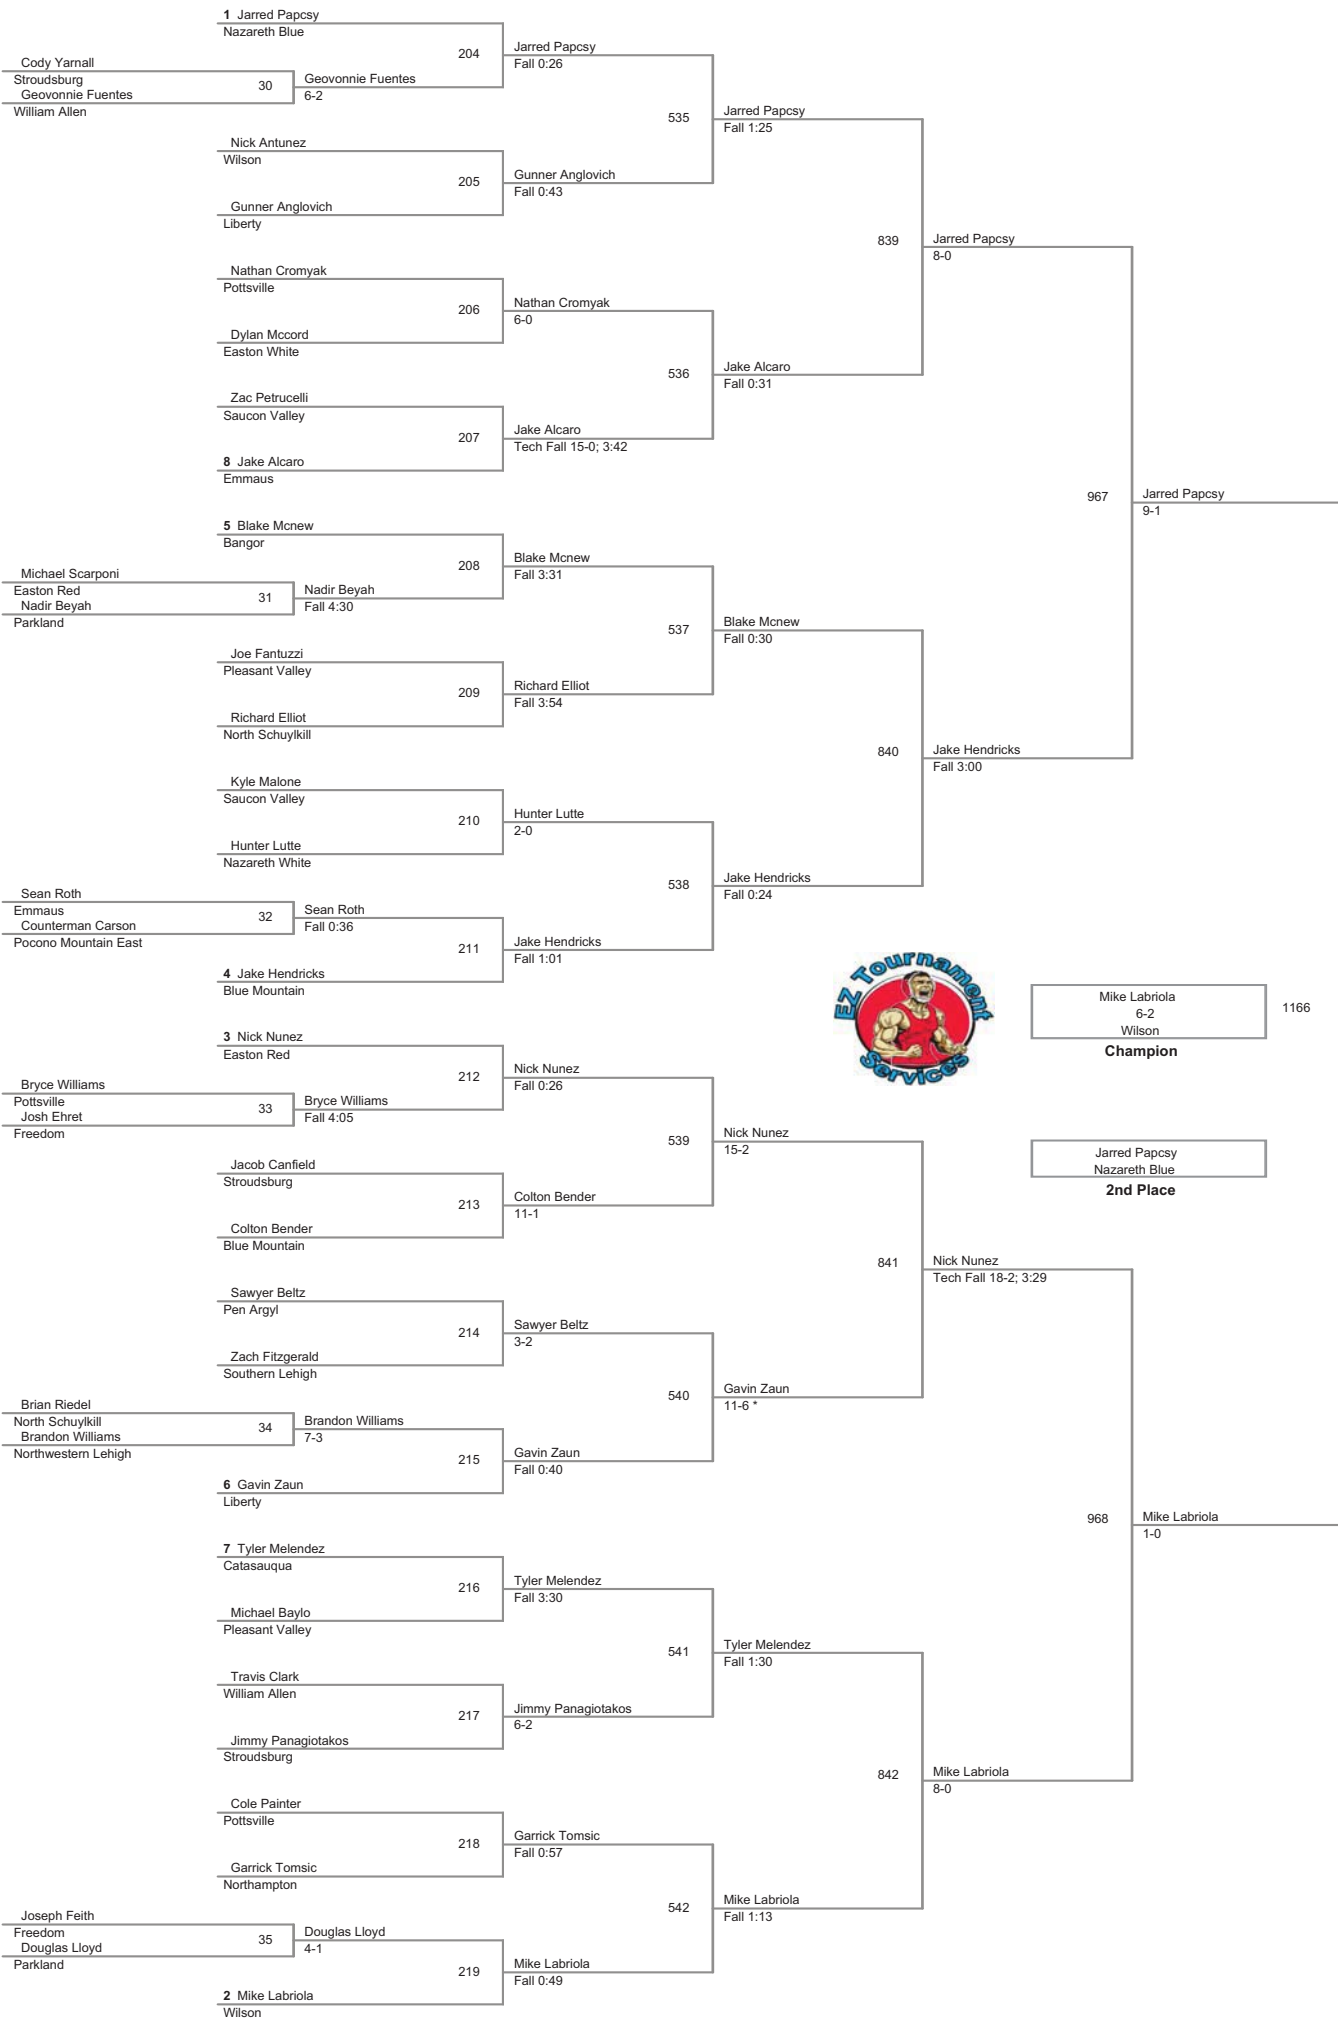 1 Jarred Papcsy
Nazareth Blue
204
Jarred Papcsy
Fall 0:26
Cody Yarnall
Stroudsburg
30
Geovonnie Fuentes
6-2
Geovonnie Fuentes
William Allen
535
Jarred Papcsy
Fall 1:25
Nick Antunez
Wilson
205
Gunner Anglovich
Fall 0:43
Gunner Anglovich
Liberty
839
Jarred Papcsy
8-0
Nathan Cromyak
Pottsville
206
Nathan Cromyak
6-0
Dylan Mccord
Easton White
536
Jake Alcaro
Fall 0:31
Zac Petrucelli
Saucon Valley
207
Jake Alcaro
Tech Fall 15-0; 3:42
8 Jake Alcaro
Emmaus
967
Jarred Papcsy
9-1
5 Blake Mcnew
Bangor
208
Blake Mcnew
Fall 3:31
Michael Scarponi
Easton Red
31
Nadir Beyah
Fall 4:30
Nadir Beyah
Parkland
537
Blake Mcnew
Fall 0:30
Joe Fantuzzi
Pleasant Valley
209
Richard Elliot
Fall 3:54
Richard Elliot
North Schuylkill
840
Jake Hendricks
Fall 3:00
Kyle Malone
Saucon Valley
210
Hunter Lutte
2-0
Hunter Lutte
Nazareth White
538
Jake Hendricks
Fall 0:24
Sean Roth
Emmaus
32
Sean Roth
Fall 0:36
Counterman Carson
Pocono Mountain East
211
Jake Hendricks
Fall 1:01
4 Jake Hendricks
Blue Mountain
EZ Tournament
Services
Mike Labriola
6-2
Wilson
1166
Champion
3 Nick Nunez
Easton Red
212
Nick Nunez
Fall 0:26
Bryce Williams
Pottsville
33
Bryce Williams
Fall 4:05
Josh Ehret
Freedom
539
Nick Nunez
15-2
Jarred Papcsy
Nazareth Blue
2nd Place
Jacob Canfield
Stroudsburg
213
Colton Bender
11-1
Colton Bender
Blue Mountain
841
Nick Nunez
Tech Fall 18-2; 3:29
Sawyer Beltz
Pen Argyl
214
Sawyer Beltz
3-2
Zach Fitzgerald
Southern Lehigh
540
Gavin Zaun
11-6 *
Brian Riedel
North Schuylkill
34
Brandon Williams
7-3
Brandon Williams
Northwestern Lehigh
215
Gavin Zaun
Fall 0:40
6 Gavin Zaun
Liberty
968
Mike Labriola
1-0
7 Tyler Melendez
Catasauqua
216
Tyler Melendez
Fall 3:30
Michael Baylo
Pleasant Valley
541
Tyler Melendez
Fall 1:30
Travis Clark
William Allen
217
Jimmy Panagiotakos
6-2
Jimmy Panagiotakos
Stroudsburg
842
Mike Labriola
8-0
Cole Painter
Pottsville
218
Garrick Tomsic
Fall 0:57
Garrick Tomsic
Northampton
542
Mike Labriola
Fall 1:13
Joseph Feith
Freedom
35
Douglas Lloyd
4-1
Douglas Lloyd
Parkland
219
Mike Labriola
Fall 0:49
2 Mike Labriola
Wilson